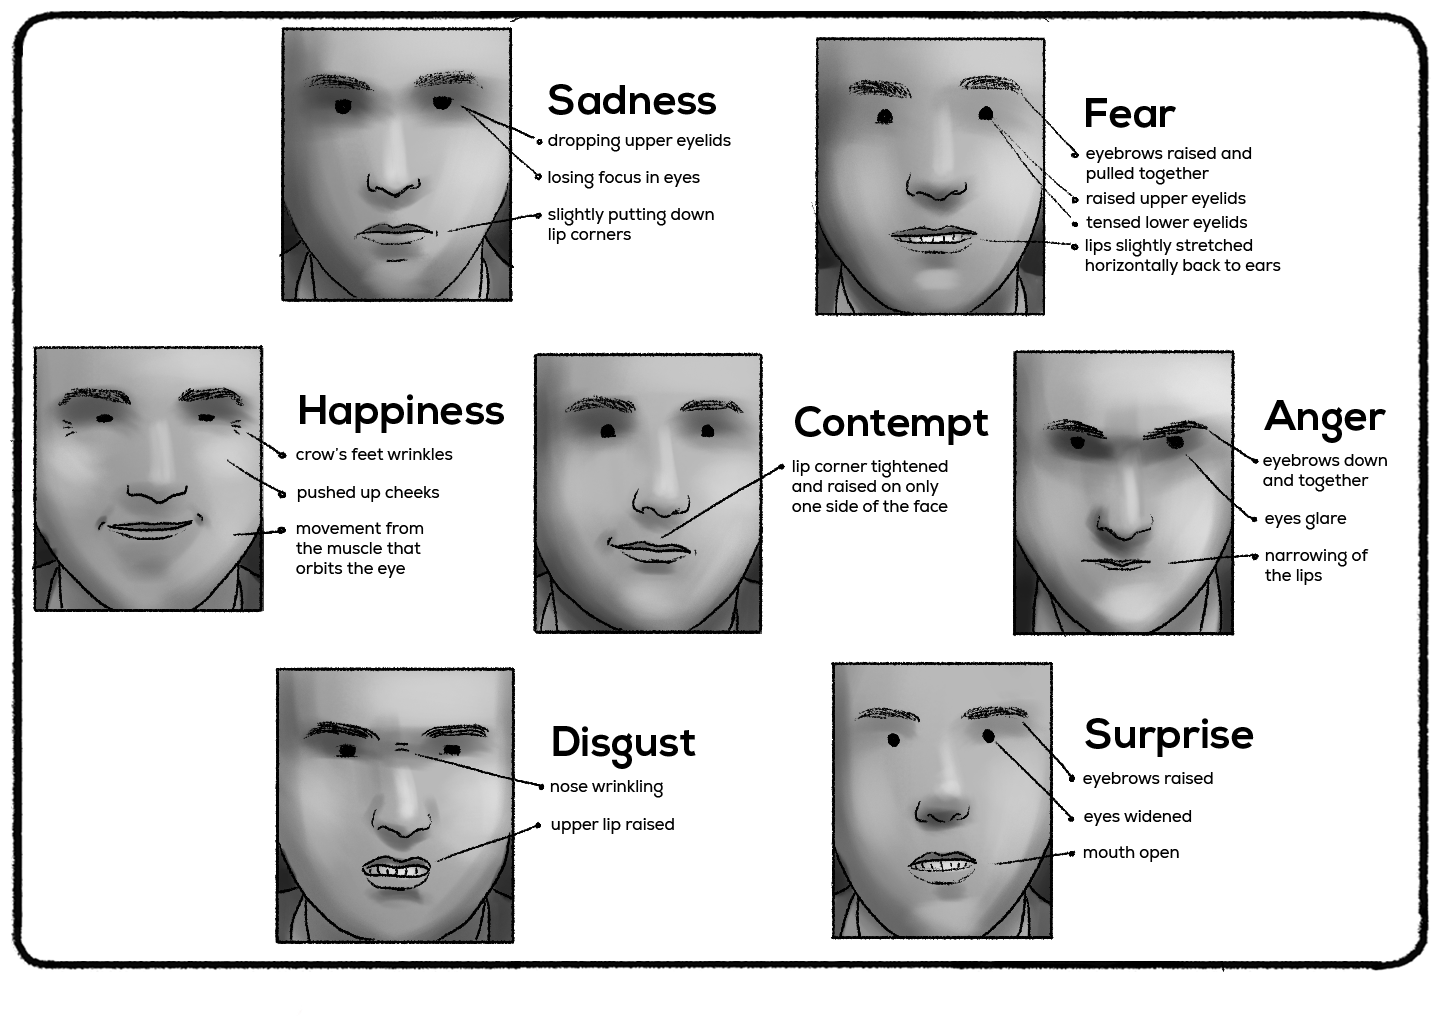 Sadness
dropping upper eyelids
losing focus in eyes
slightly putting down
lip corners
Fear
eyebrows raised and
pulled together
raised upper eyelids
tensed lower eyelids
lips slightly stretched
horizontally back to ears
Happiness
crow's feet wrinkles
pushed up cheeks
movement from
the muscle that
orbits the eye
Contempt
lip corner tightened
and raised on only
one side of the face
Anger
eyebrows down
and together
eyes glare
narrowing of
the lips
Disgust
nose wrinkling
upper lip raised
Surprise
eyebrows raised
eyes widened
mouth open